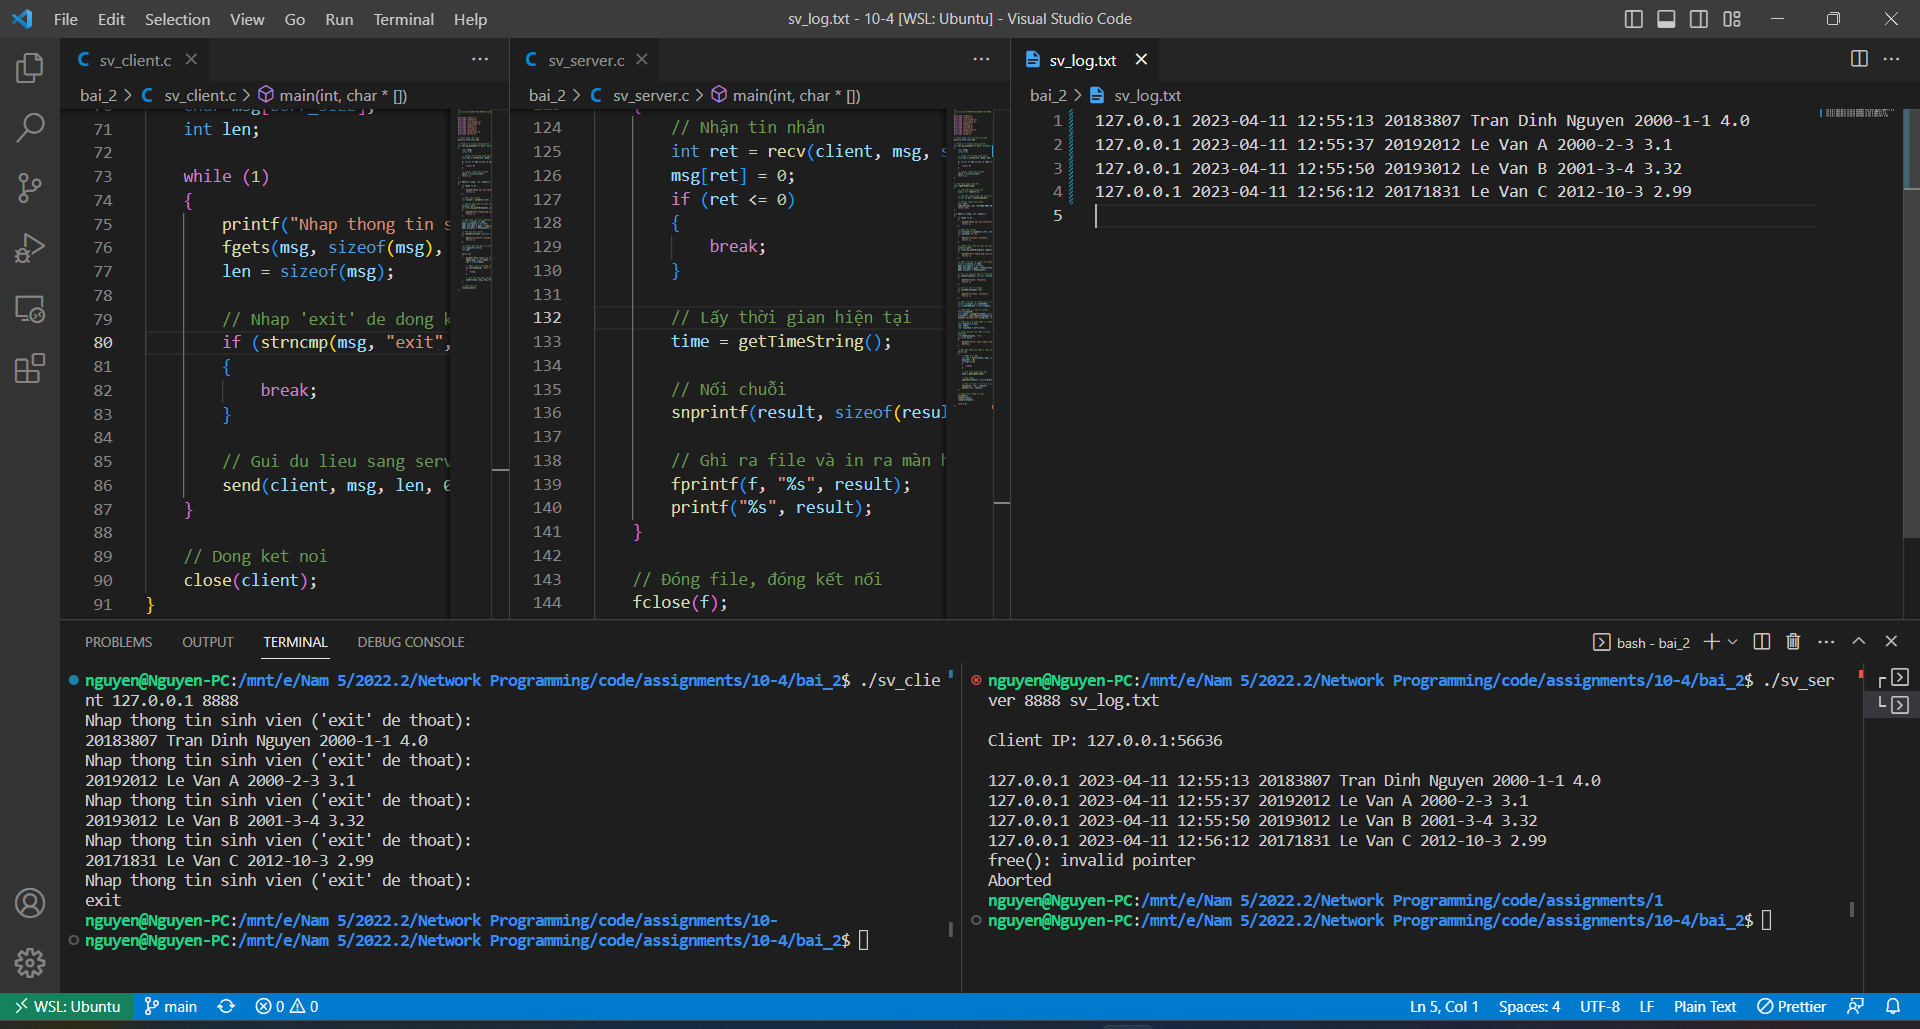 File Edit Selection View Go Run Terminal Help
sv_log.txt - 10-4 [WSL: Ubuntu] - Visual Studio Code
sv_client.c
bai_2 > sv_client.c > main(int, char * [])
71 int len;
72
73 while (1)
74 {
75 printf("Nhap thong tin s
76 fgets(msg, sizeof(msg),
77 len = sizeof(msg);
78
79 // Nhap 'exit' de dong k
80 if (strncmp(msg, "exit",
81 {
82 break;
83 }
84
85 // Gui du lieu sang serv
86 send(client, msg, len, 0
87 }
88
89 // Dong ket noi
90 close(client);
91 }
sv_server.c
bai_2 > sv_server.c > main(int, char * [])
124 // Nhận tin nhắn
125 int ret = recv(client, msg, s
126 msg[ret] = 0;
127 if (ret <= 0)
128 {
129 break;
130 }
131
132 // Lấy thời gian hiện tại
133 time = getTimeString();
134
135 // Nối chuỗi
136 snprintf(result, sizeof(resul
137
138 // Ghi ra file và in ra màn h
139 fprintf(f, "%s", result);
140 printf("%s", result);
141 }
142
143 // Đóng file, đóng kết nối
144 fclose(f);
sv_log.txt
bai_2 > sv_log.txt
1 127.0.0.1 2023-04-11 12:55:13 20183807 Tran Dinh Nguyen 2000-1-1 4.0
2 127.0.0.1 2023-04-11 12:55:37 20192012 Le Van A 2000-2-3 3.1
3 127.0.0.1 2023-04-11 12:55:50 20193012 Le Van B 2001-3-4 3.32
4 127.0.0.1 2023-04-11 12:56:12 20171831 Le Van C 2012-10-3 2.99
5
PROBLEMS OUTPUT TERMINAL DEBUG CONSOLE
bash - bai_2
nguyen@Nguyen-PC:/mnt/e/Nam 5/2022.2/Network Programming/code/assignments/10-4/bai_2$ ./sv_clie
nt 127.0.0.1 8888
Nhap thong tin sinh vien ('exit' de thoat):
20183807 Tran Dinh Nguyen 2000-1-1 4.0
Nhap thong tin sinh vien ('exit' de thoat):
20192012 Le Van A 2000-2-3 3.1
Nhap thong tin sinh vien ('exit' de thoat):
20193012 Le Van B 2001-3-4 3.32
Nhap thong tin sinh vien ('exit' de thoat):
20171831 Le Van C 2012-10-3 2.99
Nhap thong tin sinh vien ('exit' de thoat):
exit
nguyen@Nguyen-PC:/mnt/e/Nam 5/2022.2/Network Programming/code/assignments/10-
nguyen@Nguyen-PC:/mnt/e/Nam 5/2022.2/Network Programming/code/assignments/10-4/bai_2$
nguyen@Nguyen-PC:/mnt/e/Nam 5/2022.2/Network Programming/code/assignments/10-4/bai_2$ ./sv_ser
ver 8888 sv_log.txt
Client IP: 127.0.0.1:56636
127.0.0.1 2023-04-11 12:55:13 20183807 Tran Dinh Nguyen 2000-1-1 4.0
127.0.0.1 2023-04-11 12:55:37 20192012 Le Van A 2000-2-3 3.1
127.0.0.1 2023-04-11 12:55:50 20193012 Le Van B 2001-3-4 3.32
127.0.0.1 2023-04-11 12:56:12 20171831 Le Van C 2012-10-3 2.99
free(): invalid pointer
Aborted
nguyen@Nguyen-PC:/mnt/e/Nam 5/2022.2/Network Programming/code/assignments/1
nguyen@Nguyen-PC:/mnt/e/Nam 5/2022.2/Network Programming/code/assignments/10-4/bai_2$
WSL: Ubuntu main 0 0
Ln 5, Col 1 Spaces: 4 UTF-8 LF Plain Text Prettier